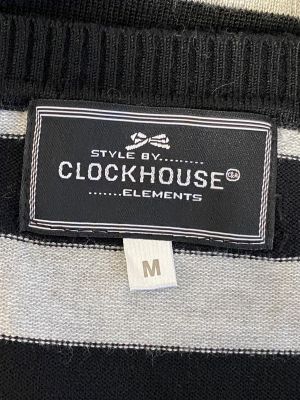 STYLE BY.........
CLOCKHOUSE C&A
.......ELEMENTS
M